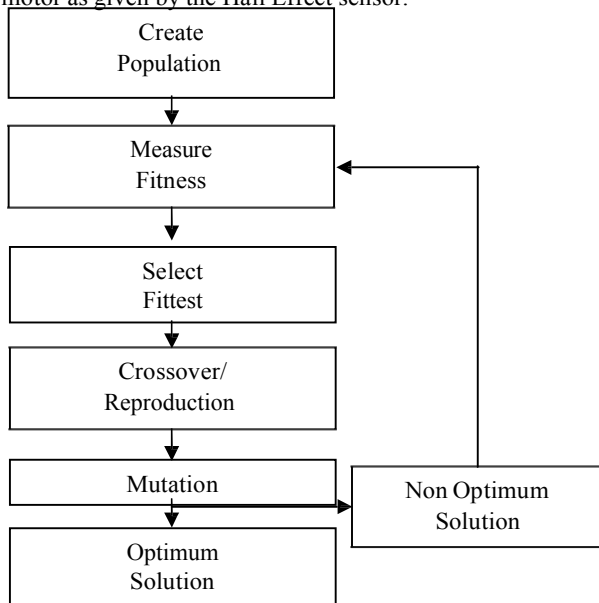 motor as given by the Hall Effect sensor.
Create
Population
Measure
Fitness
Select
Fittest
Crossover/
Reproduction
Mutation
Non Optimum
Solution
Optimum
Solution